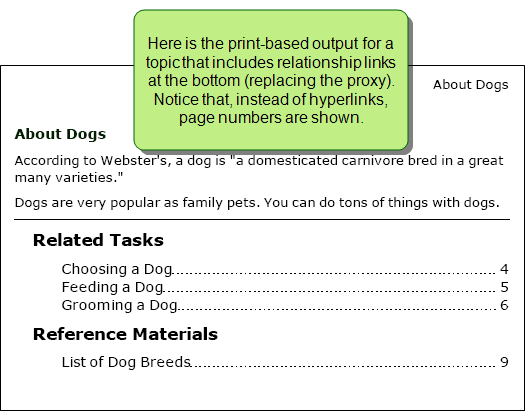 Here is the print-based output for a
topic that includes relationship links
at the bottom (replacing the proxy).
Notice that, instead of hyperlinks,
page numbers are shown.
About Dogs
About Dogs
According to Webster's, a dog is "a domesticated carnivore bred in a great
many varieties."
Dogs are very popular as family pets. You can do tons of things with dogs.
Related Tasks
Choosing a Dog........................................................................ 4
Feeding a Dog......................................................................... 5
Grooming a Dog....................................................................... 6
Reference Materials
List of Dog Breeds.................................................................... 9